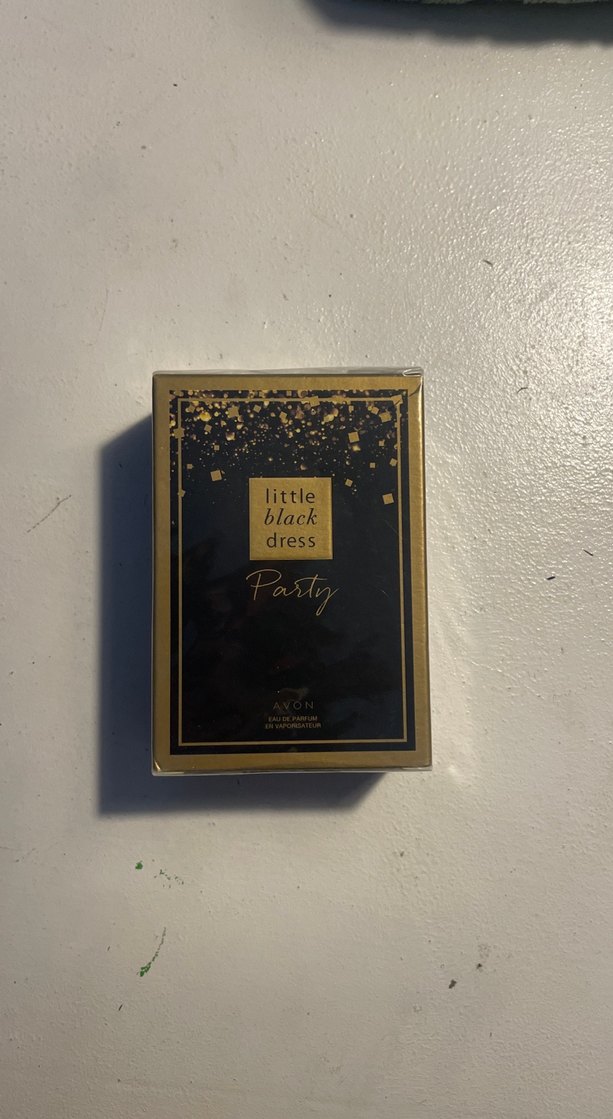 little
black
dress
Party
AVON
EAU DE PARFUM
EN VAPORISATEUR